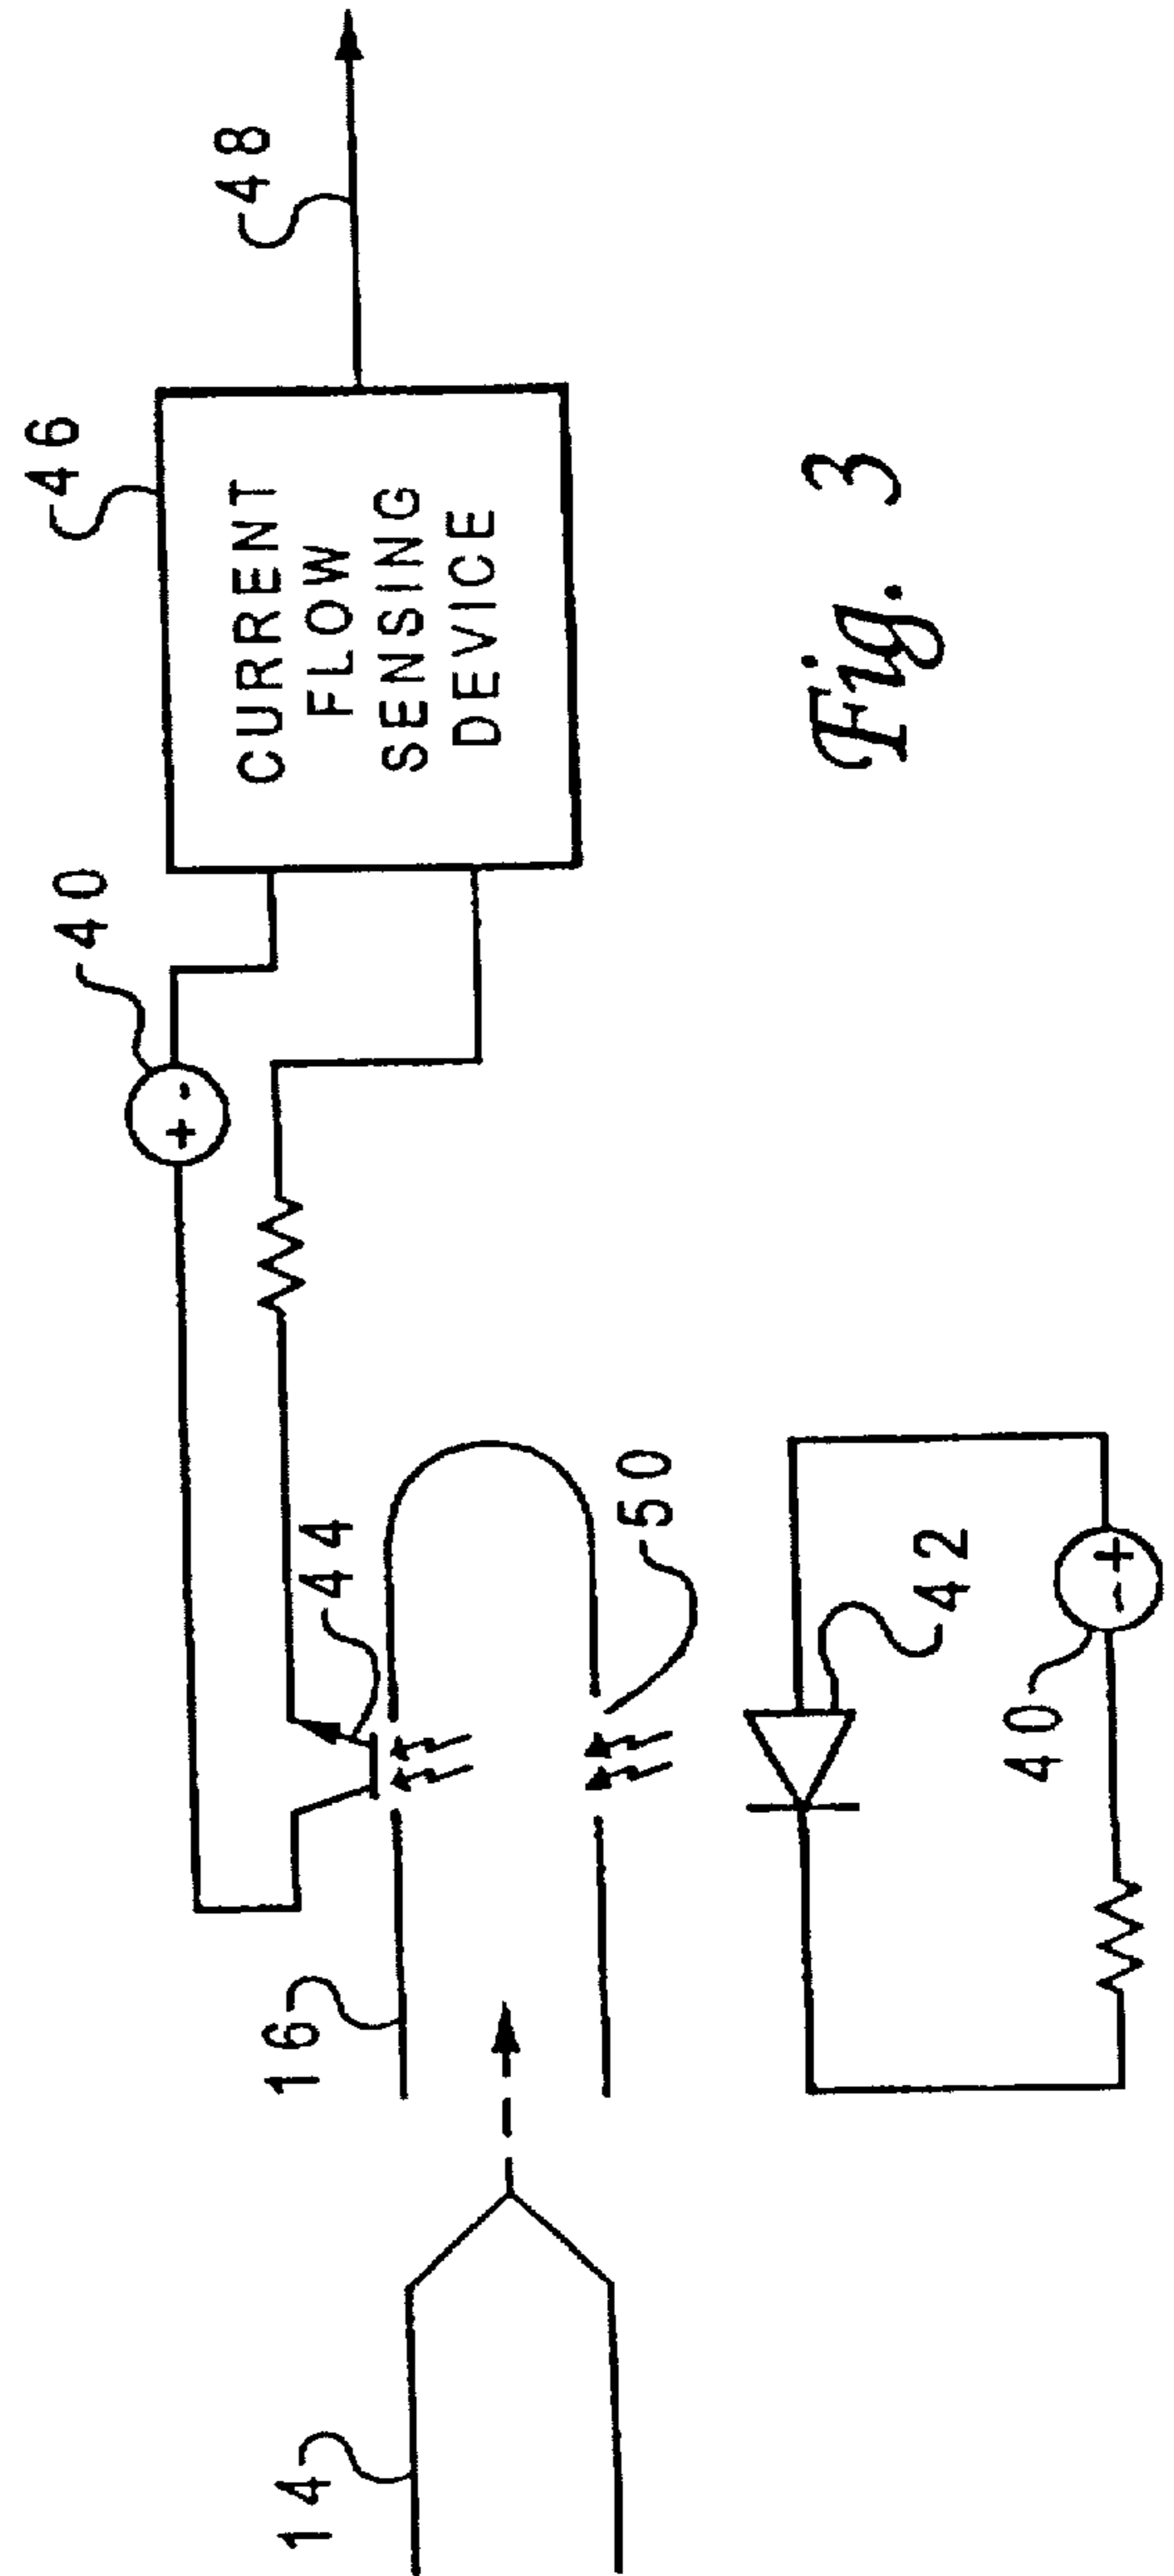 48
46
CURRENT
FLOW
SENSING
DEVICE
40
+ -
44
16
14
50
42
40
- +
Fig. 3